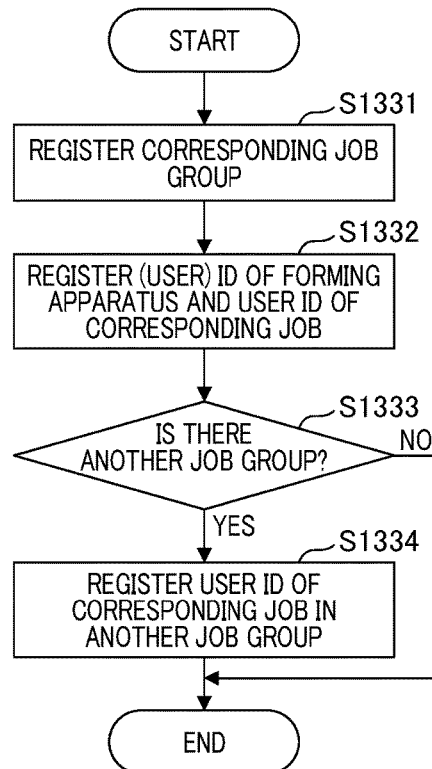 START
S1331
REGISTER CORRESPONDING JOB
GROUP
S1332
REGISTER (USER) ID OF FORMING
APPARATUS AND USER ID OF
CORRESPONDING JOB
S1333
IS THERE
ANOTHER JOB GROUP?
NO
YES
S1334
REGISTER USER ID OF
CORRESPONDING JOB IN
ANOTHER JOB GROUP
END